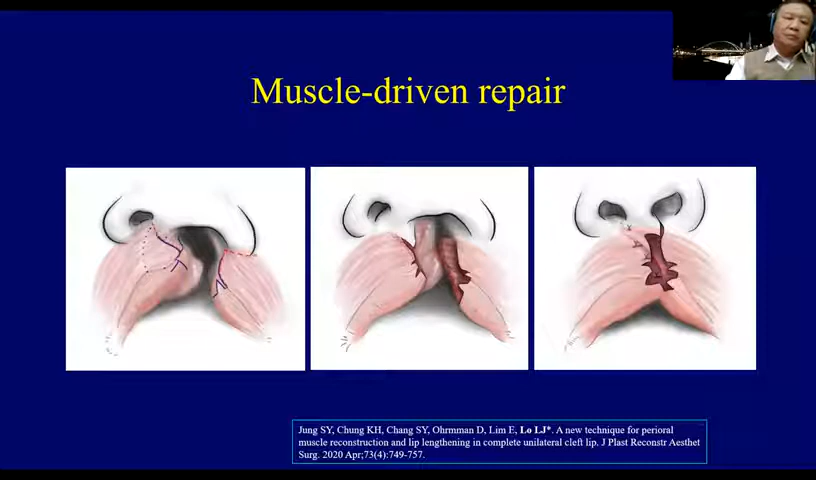 Muscle-driven repair
Jung SY, Chung KH, Chang SY, Ohrmman D, Lim E, Lo LJ*. A new technique for perioral
muscle reconstruction and lip lengthening in complete unilateral cleft lip. J Plast Reconstr Aesthet
Surg. 2020 Apr;73(4):749-757.